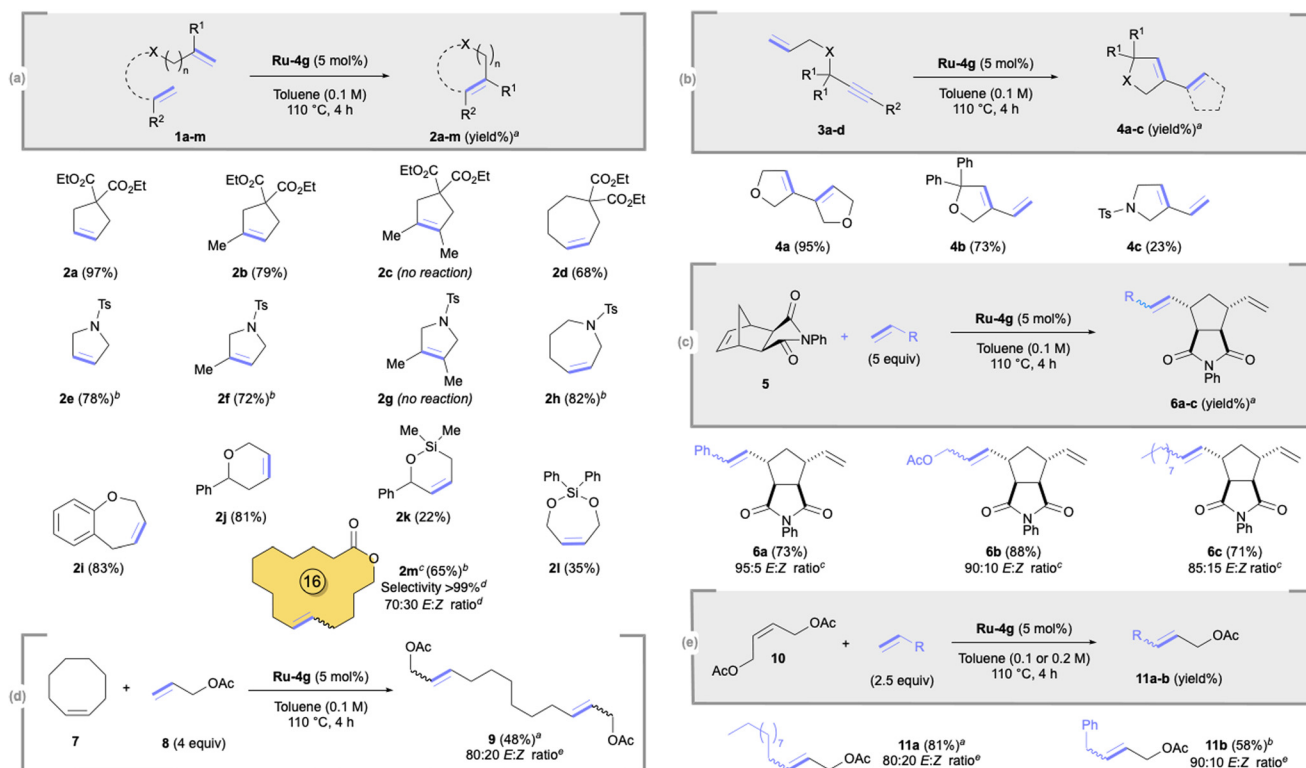 (a)
X
R¹
( )n
R²
1a-m
Ru-4g (5 mol%)
Toluene (0.1 M)
110 °C, 4 h
X
( )n
R¹
R²
2a-m (yield%)ᵃ
EtO₂C CO₂Et
2a (97%)
EtO₂C CO₂Et
Me
2b (79%)
EtO₂C CO₂Et
Me
Me
2c (no reaction)
CO₂Et
CO₂Et
2d (68%)
Ts
N
2e (78%)ᵇ
Ts
N
Me
2f (72%)ᵇ
Ts
N
Me
Me
2g (no reaction)
N
Ts
2h (82%)ᵇ
O
2i (83%)
O
Ph
2j (81%)
Me Me
Si
O
Ph
2k (22%)
Ph Ph
Si
O O
2l (35%)
O
O
16
2mᶜ (65%)ᵇ
Selectivity >99%ᵈ
70:30 E:Z ratioᵈ
(d)
7
+
OAc
8 (4 equiv)
Ru-4g (5 mol%)
Toluene (0.1 M)
110 °C, 4 h
OAc
OAc
9 (48%)ᵃ
80:20 E:Z ratioᵉ
(b)
X
R¹
R¹
R²
3a-d
Ru-4g (5 mol%)
Toluene (0.1 M)
110 °C, 4 h
R¹
R¹
X
4a-c (yield%)ᵃ
O
O
4a (95%)
Ph
Ph
O
4b (73%)
Ts
N
4c (23%)
(c)
O
NPh
O
5
+
R
(5 equiv)
Ru-4g (5 mol%)
Toluene (0.1 M)
110 °C, 4 h
R
O N O
Ph
6a-c (yield%)ᵃ
Ph
O N O
Ph
6a (73%)
95:5 E:Z ratioᶜ
AcO
O N O
Ph
6b (88%)
90:10 E:Z ratioᶜ
( )7
O N O
Ph
6c (71%)
85:15 E:Z ratioᶜ
(e)
OAc
AcO
10
+
R
(2.5 equiv)
Ru-4g (5 mol%)
Toluene (0.1 or 0.2 M)
110 °C, 4 h
R
OAc
11a-b (yield%)
( )7
OAc
11a (81%)ᵃ
80:20 E:Z ratioᵉ
Ph
OAc
11b (58%)ᵇ
90:10 E:Z ratioᵉ